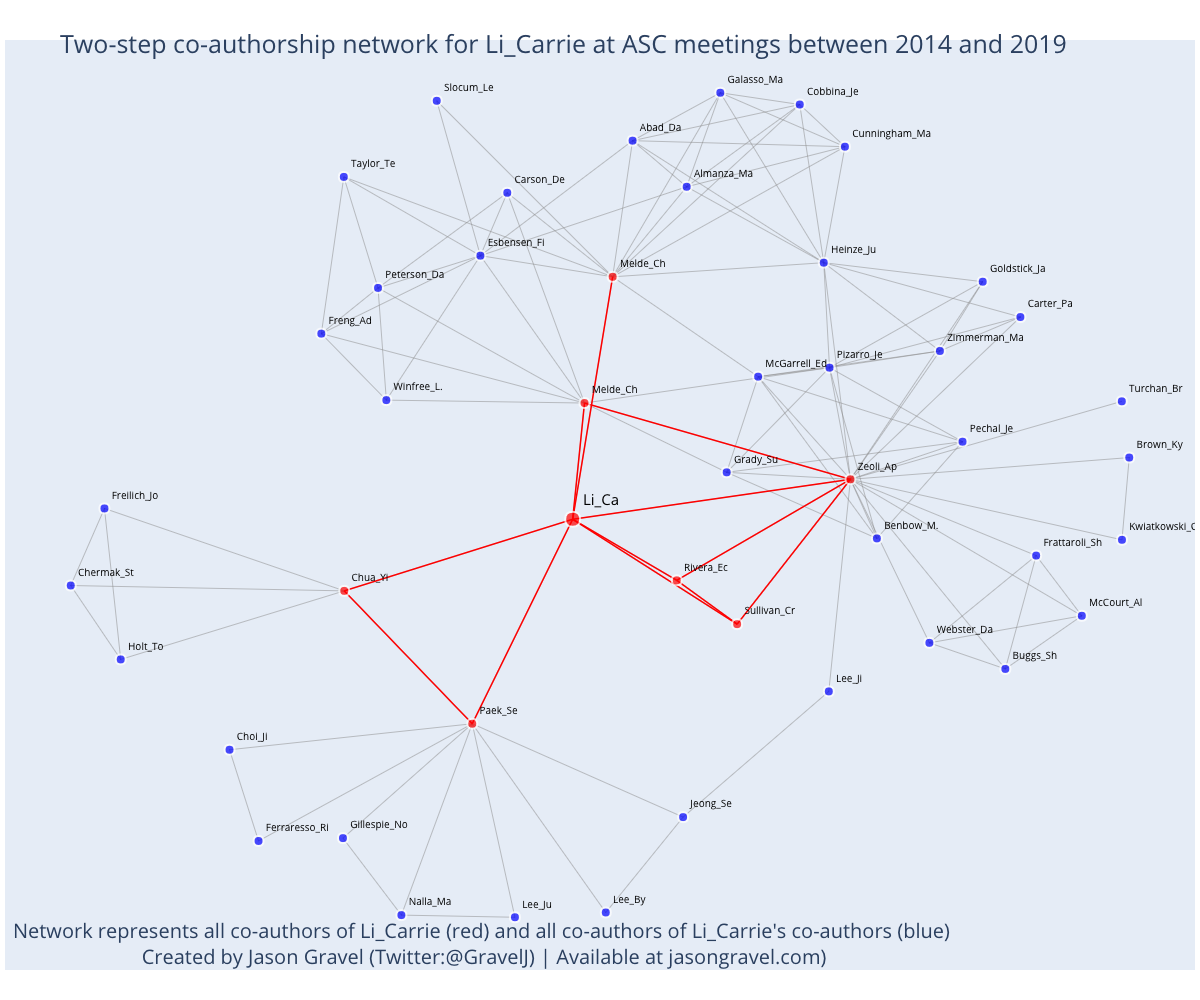 Two-step co-authorship network for Li_Carrie at ASC meetings between 2014 and 2019
Galasso_Ma
Slocum_Le
Cobbina_Je
Abad_Da
Cunningham_Ma
Taylor_Te
Almanza_Ma
Carson_De
Esbensen_Fi
Heinze_Ju
Melde_Ch
Goldstick_Ja
Peterson_Da
Carter_Pa
Freng_Ad
Zimmerman_Ma
Pizarro_Je
McGarrell_Ed
Winfree_L.
Melde_Ch
Turchan_Br
Pechal_Je
Brown_Ky
Grady_Su
Zeoli_Ap
Freilich_Jo
Li_Ca
Benbow_M.
Kwiatkowski_C
Frattaroli_Sh
Rivera_Ec
Chermak_St
Chua_Yi
McCourt_Al
Sullivan_Cr
Webster_Da
Holt_To
Buggs_Sh
Lee_Ji
Paek_Se
Choi_Ji
Jeong_Se
Gillespie_No
Ferraresso_Ri
Lee_By
Nalla_Ma
Lee_Ju
Network represents all co-authors of Li_Carrie (red) and all co-authors of Li_Carrie's co-authors (blue)
Created by Jason Gravel (Twitter:@GravelJ) | Available at jasongravel.com)